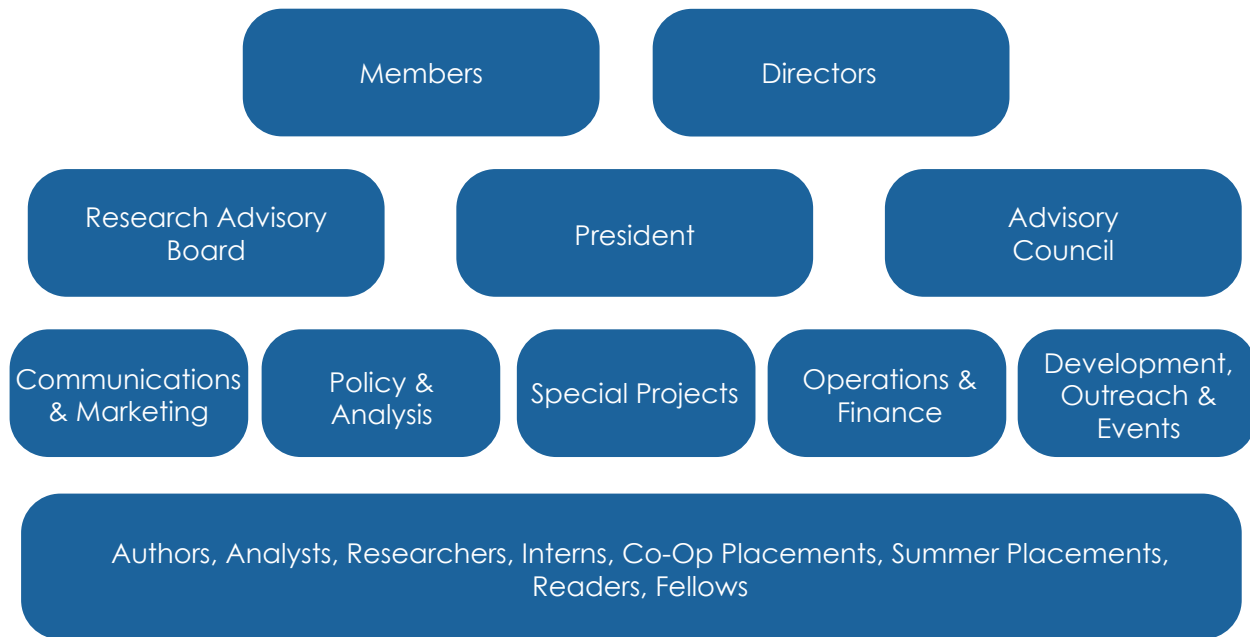 Members
Directors
Research Advisory
Board
President
Advisory
Council
Communications
& Marketing
Policy &
Analysis
Special Projects
Operations &
Finance
Development,
Outreach &
Events
Authors, Analysts, Researchers, Interns, Co-Op Placements, Summer Placements,
Readers, Fellows